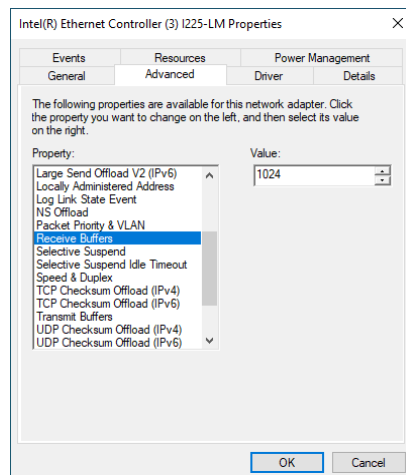 Intel(R) Ethernet Controller (3) I225-LM Properties
Events Resources Power Management
General Advanced Driver Details
The following properties are available for this network adapter. Click
the property you want to change on the left, and then select its value
on the right.
Property: Value:
Large Send Offload V2 (IPv6) 1024
Locally Administered Address
Log Link State Event
NS Offload
Packet Priority & VLAN
Receive Buffers
Selective Suspend
Selective Suspend Idle Timeout
Speed & Duplex
TCP Checksum Offload (IPv4)
TCP Checksum Offload (IPv6)
Transmit Buffers
UDP Checksum Offload (IPv4)
UDP Checksum Offload (IPv6)
OK Cancel